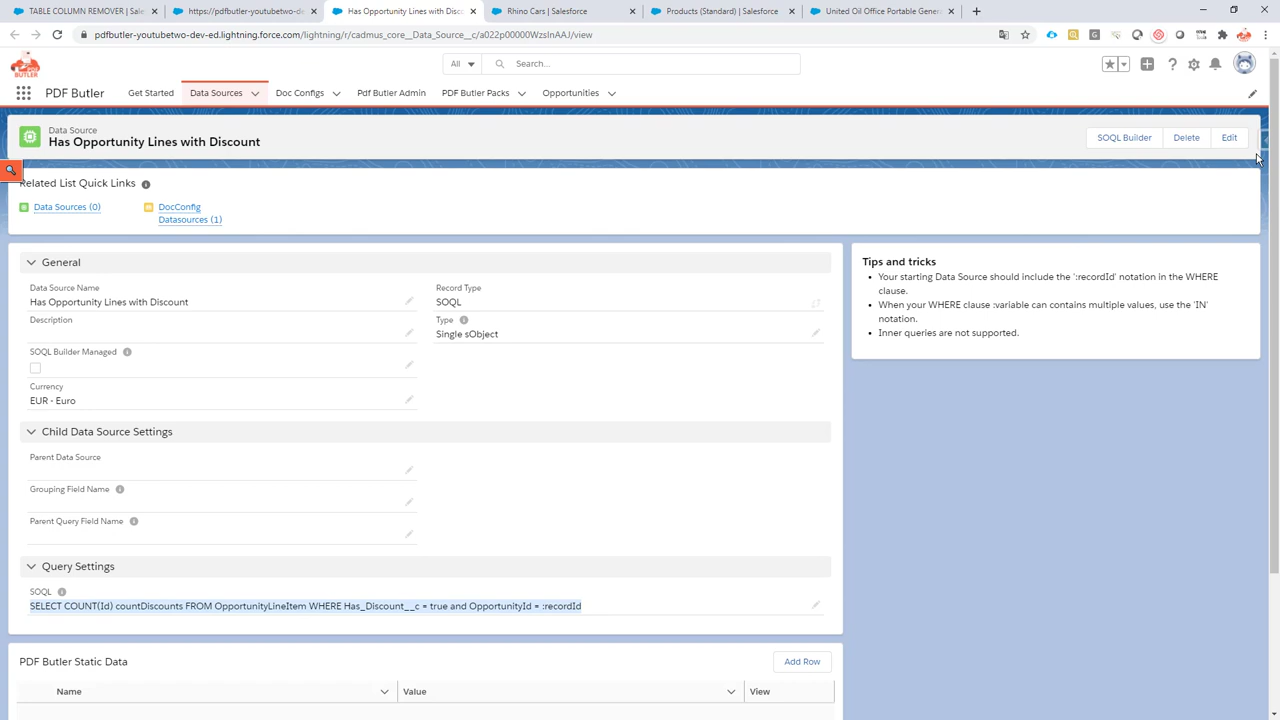 TABLE COLUMN REMOVER | Salesfo
https://pdfbutler-youtubetwo-de
Has Opportunity Lines with Disco
Rhino Cars | Salesforce
Products (Standard) | Salesforce
United Oil Office Portable Gener
pdfbutler-youtubetwo-dev-ed.lightning.force.com/lightning/r/cadmus_core__Data_Source__c/a022p00000WzsInAAJ/view
BUTLER
All
Search...
PDF Butler
Get Started
Data Sources
Doc Configs
Pdf Butler Admin
PDF Butler Packs
Opportunities
Data Source
Has Opportunity Lines with Discount
SOQL Builder
Delete
Edit
Related List Quick Links
Data Sources (0)
DocConfig
Datasources (1)
General
Data Source Name
Has Opportunity Lines with Discount
Record Type
SOQL
Description
Type
Single sObject
SOQL Builder Managed
Currency
EUR - Euro
Child Data Source Settings
Parent Data Source
Grouping Field Name
Parent Query Field Name
Query Settings
SOQL
SELECT COUNT(Id) countDiscounts FROM OpportunityLineItem WHERE Has_Discount__c = true and OpportunityId = :recordId
PDF Butler Static Data
Add Row
Name
Value
View
Tips and tricks
• Your starting Data Source should include the ':recordId' notation in the WHERE
clause.
• When your WHERE clause :variable can contains multiple values, use the 'IN'
notation.
• Inner queries are not supported.